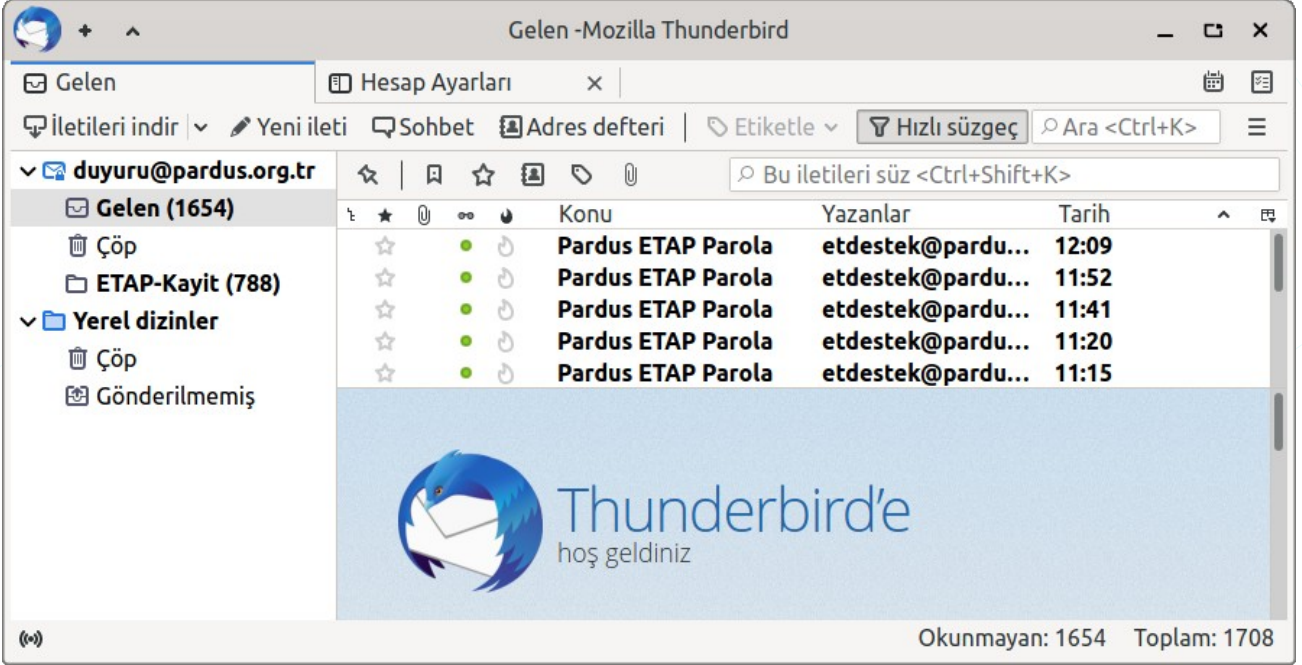 Gelen -Mozilla Thunderbird
Gelen Hesap Ayarları
İletileri indir Yeni ileti Sohbet Adres defteri Etiketle Hızlı süzgeç Ara <Ctrl+K>
duyuru@pardus.org.tr
Gelen (1654)
Çöp
ETAP-Kayit (788)
Yerel dizinler
Çöp
Gönderilmemiş
Bu iletileri süz <Ctrl+Shift+K>
Konu Yazanlar Tarih
Pardus ETAP Parola etdestek@pardu... 12:09
Pardus ETAP Parola etdestek@pardu... 11:52
Pardus ETAP Parola etdestek@pardu... 11:41
Pardus ETAP Parola etdestek@pardu... 11:20
Pardus ETAP Parola etdestek@pardu... 11:15
Thunderbird'e
hoş geldiniz
Okunmayan: 1654 Toplam: 1708